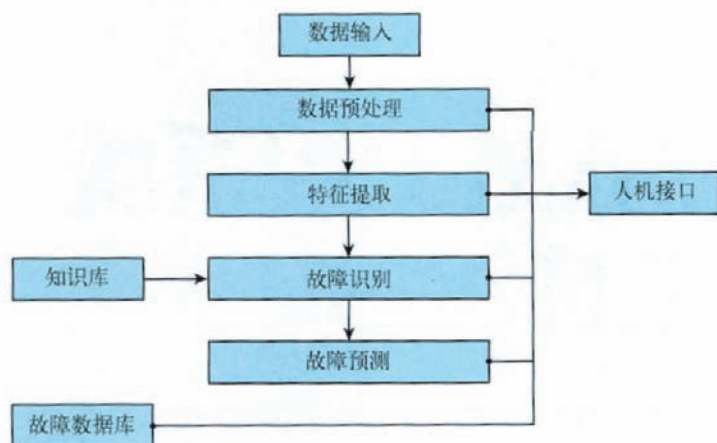 数据输入
数据预处理
特征提取
人机接口
知识库
故障识别
故障预测
故障数据库